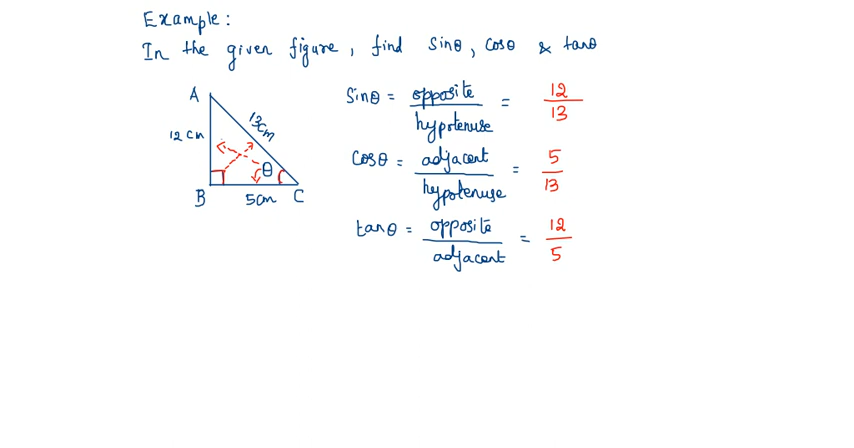 Example:
In the given figure, find sinθ, cosθ & tanθ
A
12 cm
13cm
θ
B
5cm
C
sinθ = opposite/hypotenuse = 12/13
cosθ = adjacent/hypotenuse = 5/13
tanθ = opposite/adjacent = 12/5